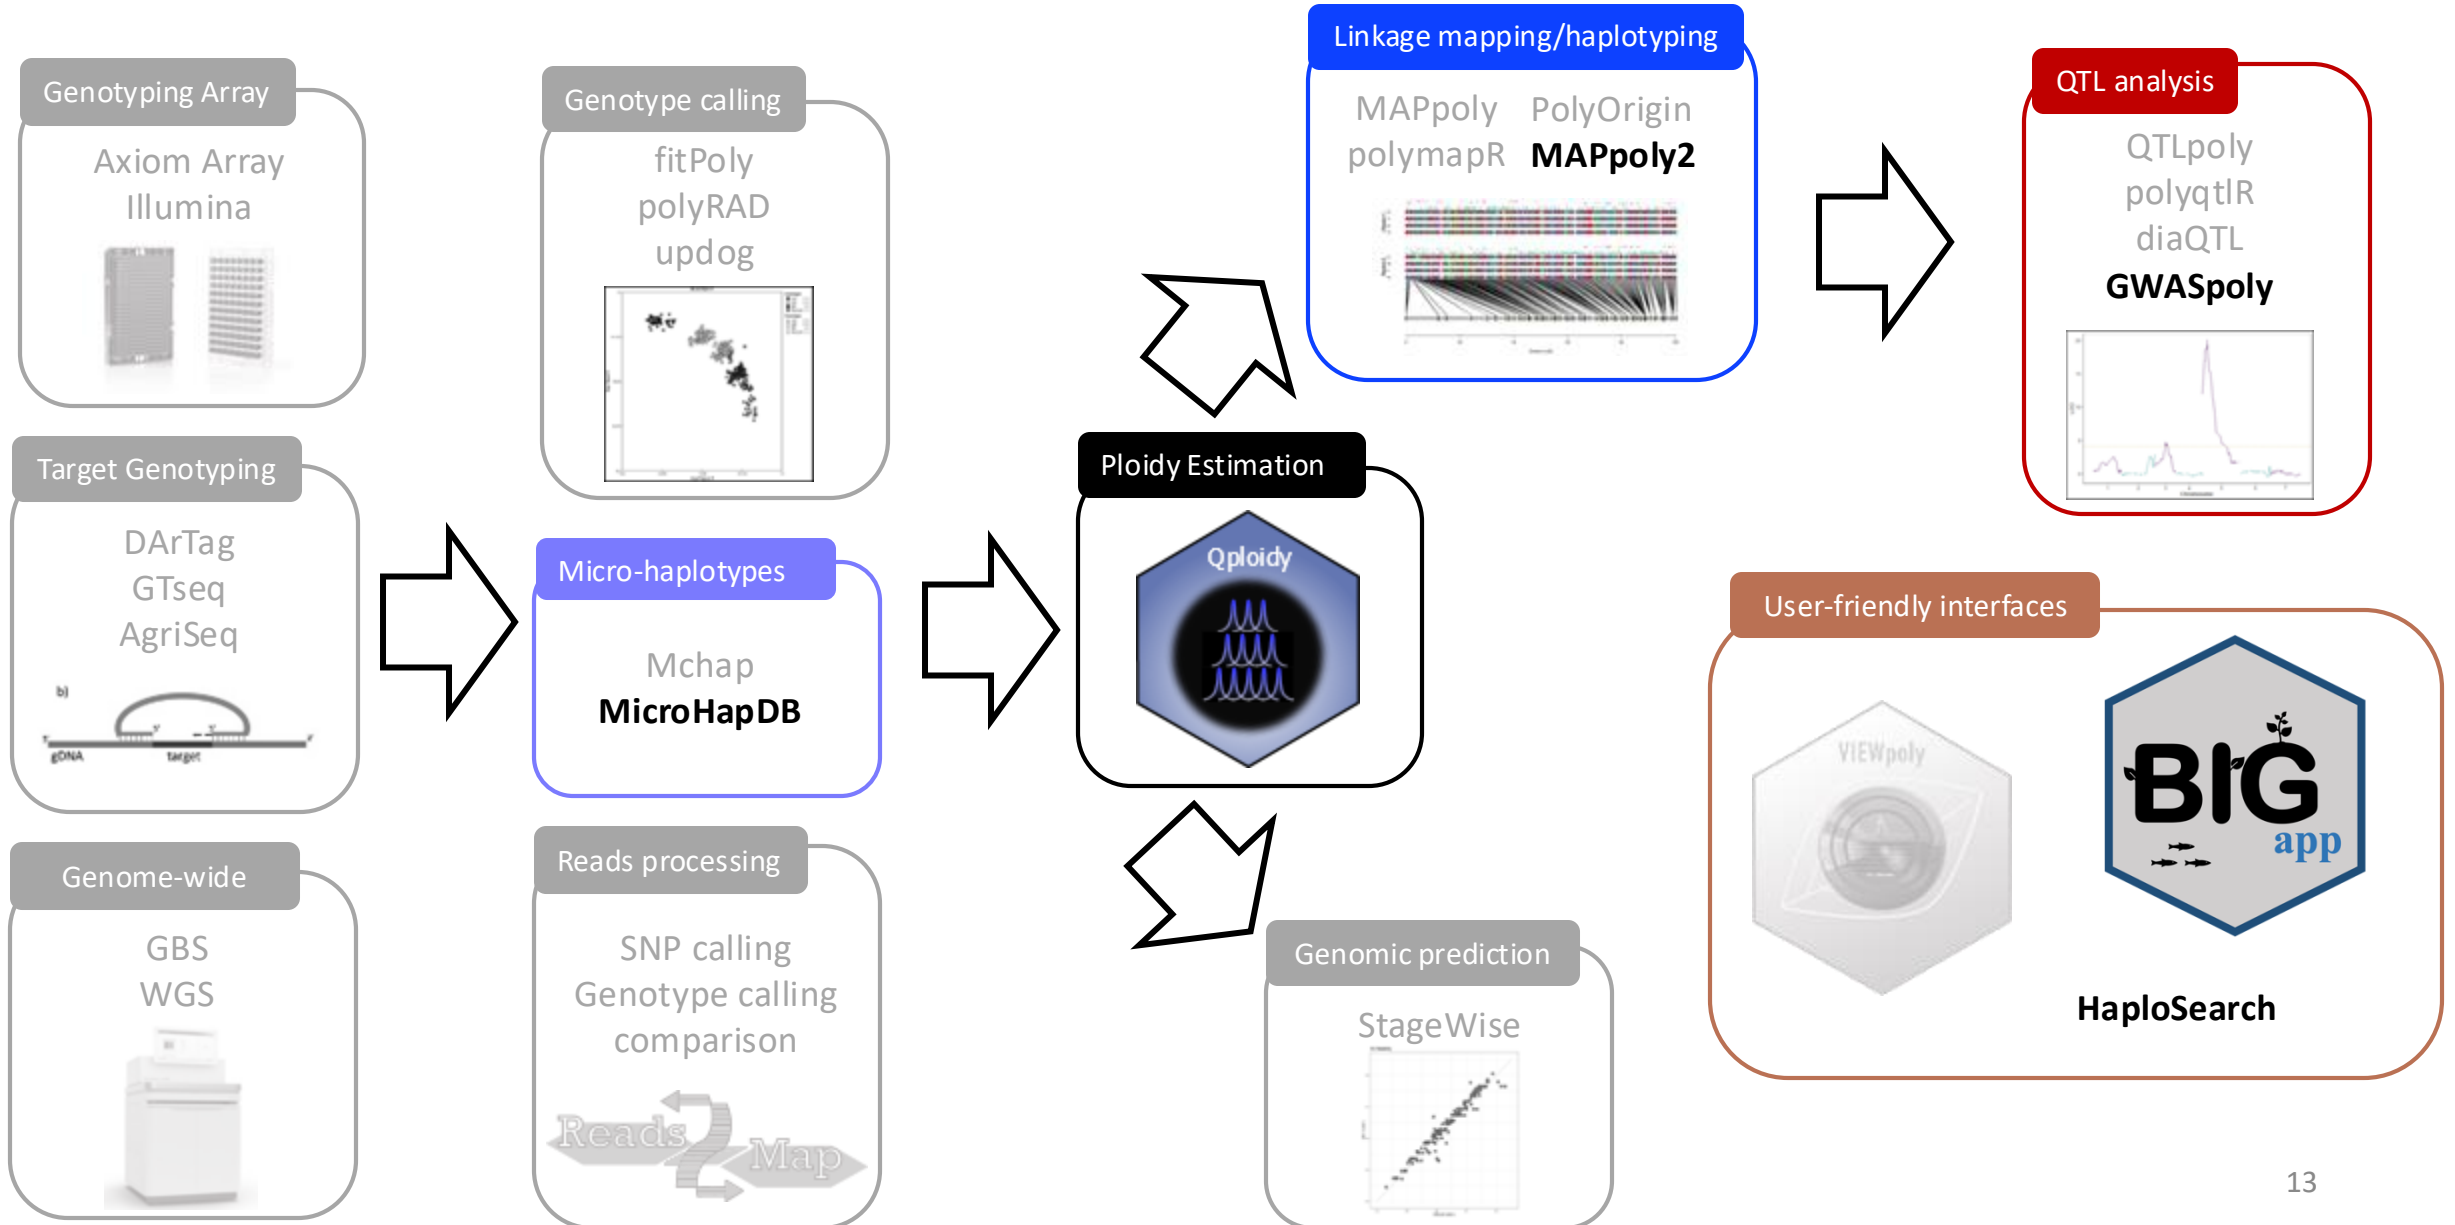 Genotyping Array
Axiom Array
Illumina
Target Genotyping
DArTag
GTseq
AgriSeq
b)
gDNA
target
Genome-wide
GBS
WGS
Genotype calling
fitPoly
polyRAD
updog
Micro-haplotypes
Mchap
MicroHapDB
Reads processing
SNP calling
Genotype calling
comparison
Reads
Map
Ploidy Estimation
Qploidy
Linkage mapping/haplotyping
MAPpoly PolyOrigin
polymapR MAPpoly2
QTL analysis
QTLpoly
polyqtlR
diaQTL
GWASpoly
Genomic prediction
StageWise
User-friendly interfaces
VIEWpoly
BIG
app
HaploSearch
13